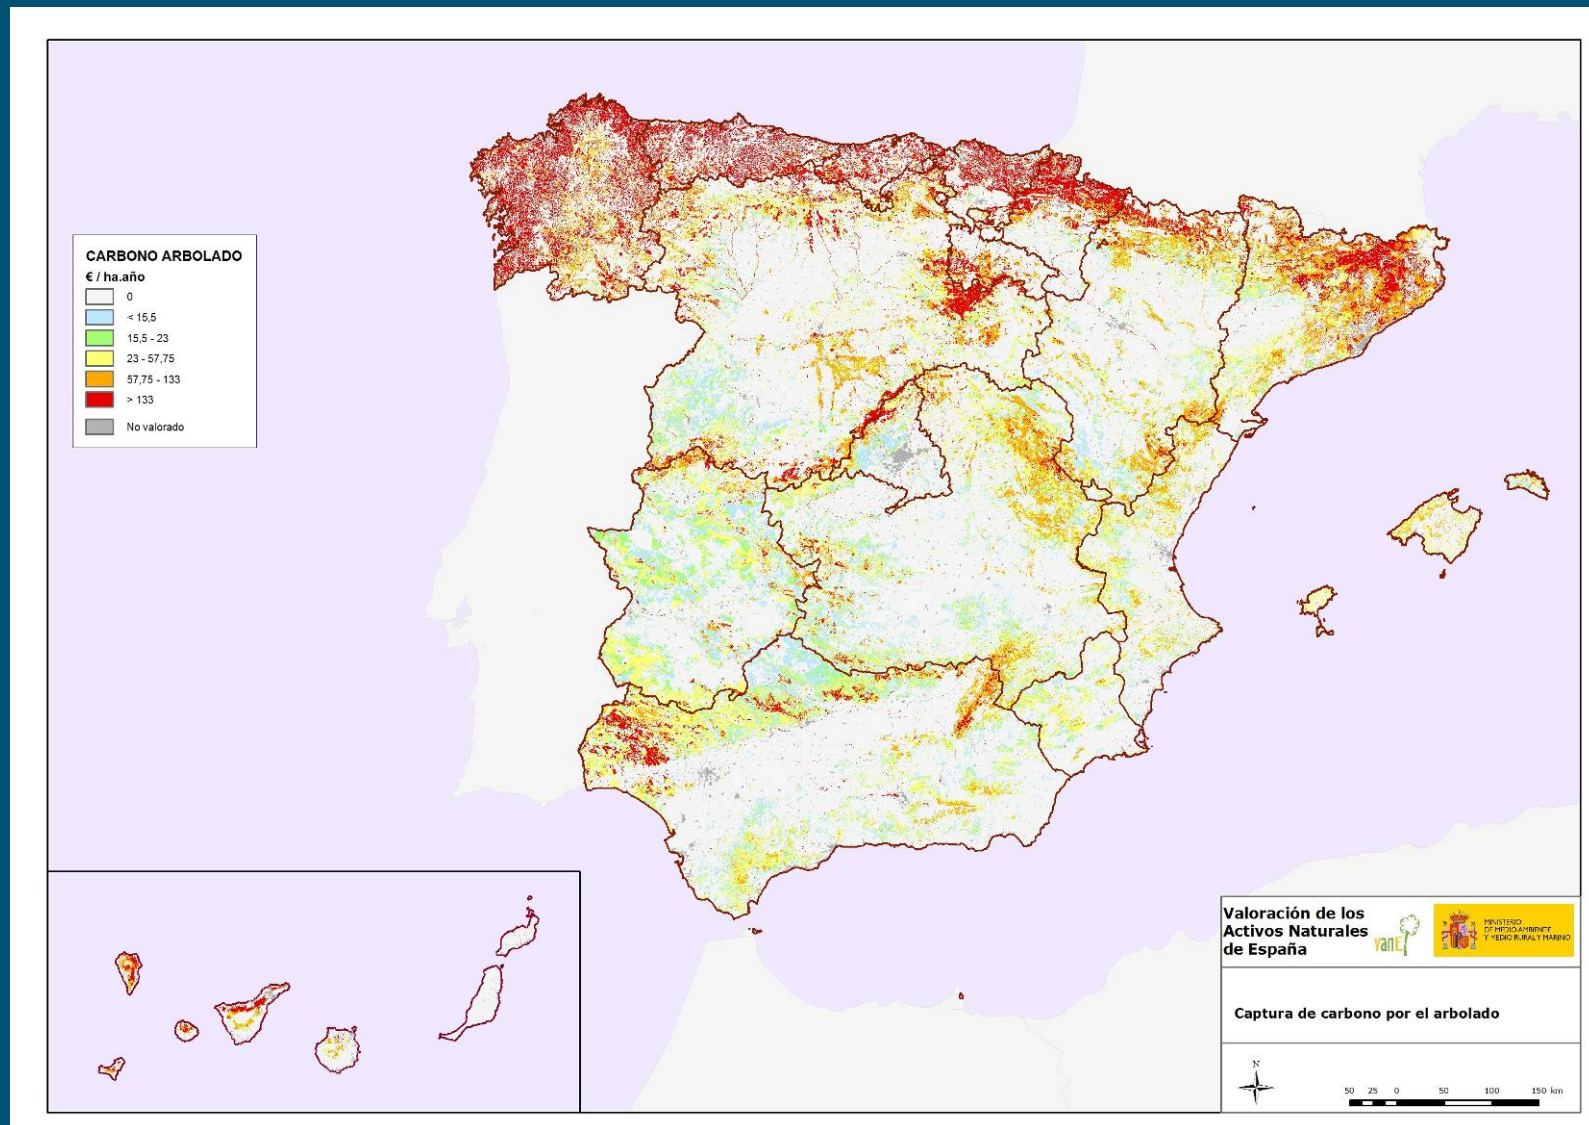 CARBONO ARBOLADO
€ / ha.año
0
< 15,5
15,5 - 23
23 - 57,75
57,75 - 133
> 133
No valorado
Valoración de los
Activos Naturales
de España
vanE
MINISTERIO
DE MEDIO AMBIENTE
Y MEDIO RURAL Y MARINO
Captura de carbono por el arbolado
N
50 25 0 50 100 150 km